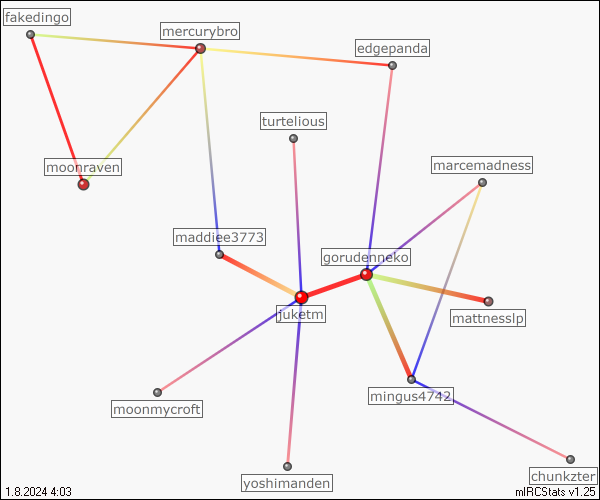 fakedingo
mercurybro
edgepanda
turtelious
moonraven
marcemadness
maddiee3773
gorudenneko
juketm
mattnesslp
mingus4742
moonmycroft
chunkzter
yoshimanden
1.8.2024 4:03
mIRCStats v1.25